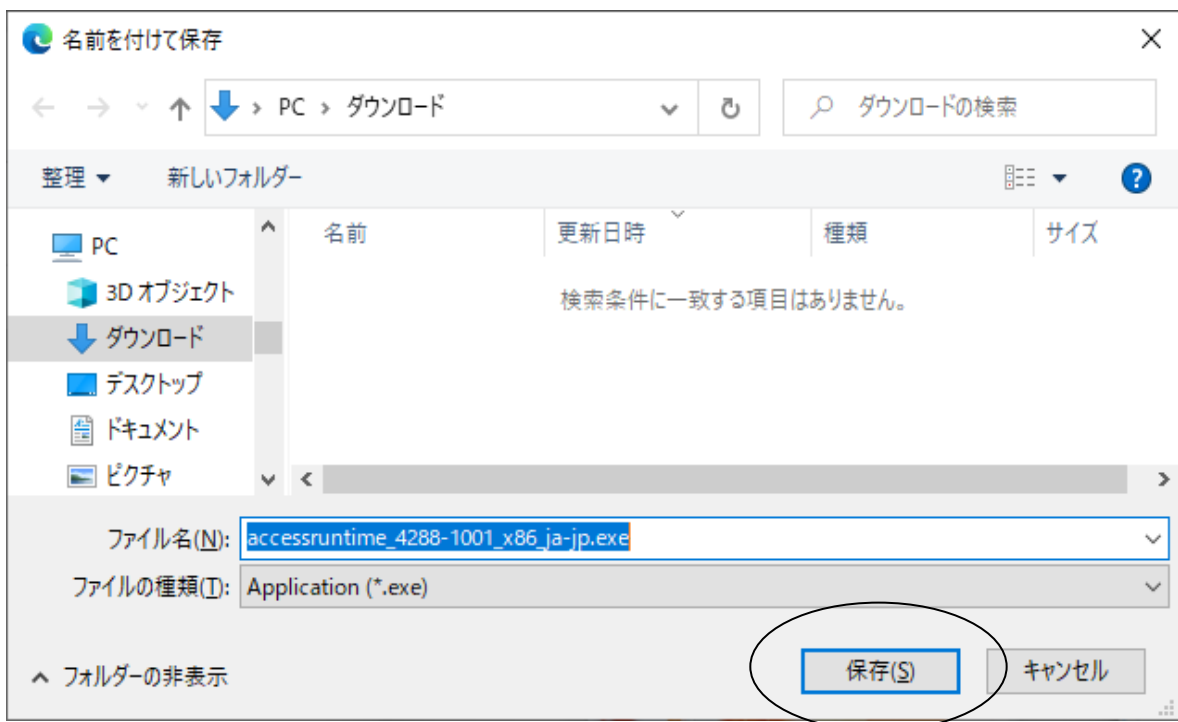 名前を付けて保存
PC › ダウンロード
ダウンロードの検索
整理
新しいフォルダー
名前 更新日時 種類 サイズ
PC
3D オブジェクト
ダウンロード
デスクトップ
ドキュメント
ピクチャ
検索条件に一致する項目はありません。
ファイル名(N): accessruntime_4288-1001_x86_ja-jp.exe
ファイルの種類(T): Application (*.exe)
フォルダーの非表示
保存(S)
キャンセル